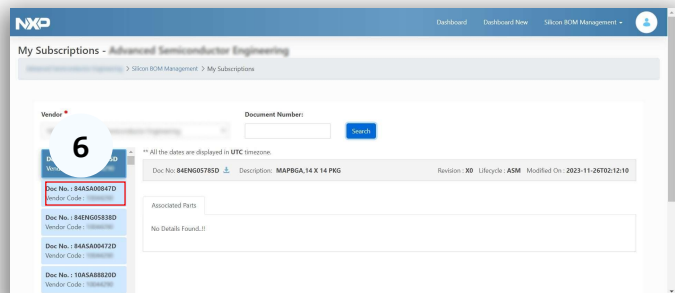 NXP
Dashboard
Dashboard New
Silicon BOM Management
My Subscriptions - Advanced Semiconductor Engineering
> Silicon BOM Management > My Subscriptions
Vendor *
Document Number:
6
Search
** All the dates are displayed in UTC timezone.
Doc No: 84ENG05785D Description: MAPBGA,14 X 14 PKG Revision : X0 Lifecycle : ASM Modified On : 2023-11-26T02:12:10
Doc No. : 84ASA00847D
Vendor Code :
Associated Parts
Doc No. : 84ENG05838D
Vendor Code :
No Details Found..!!
Doc No. : 84ASA00472D
Vendor Code :
Doc No. : 10ASA88820D
Vendor Code :